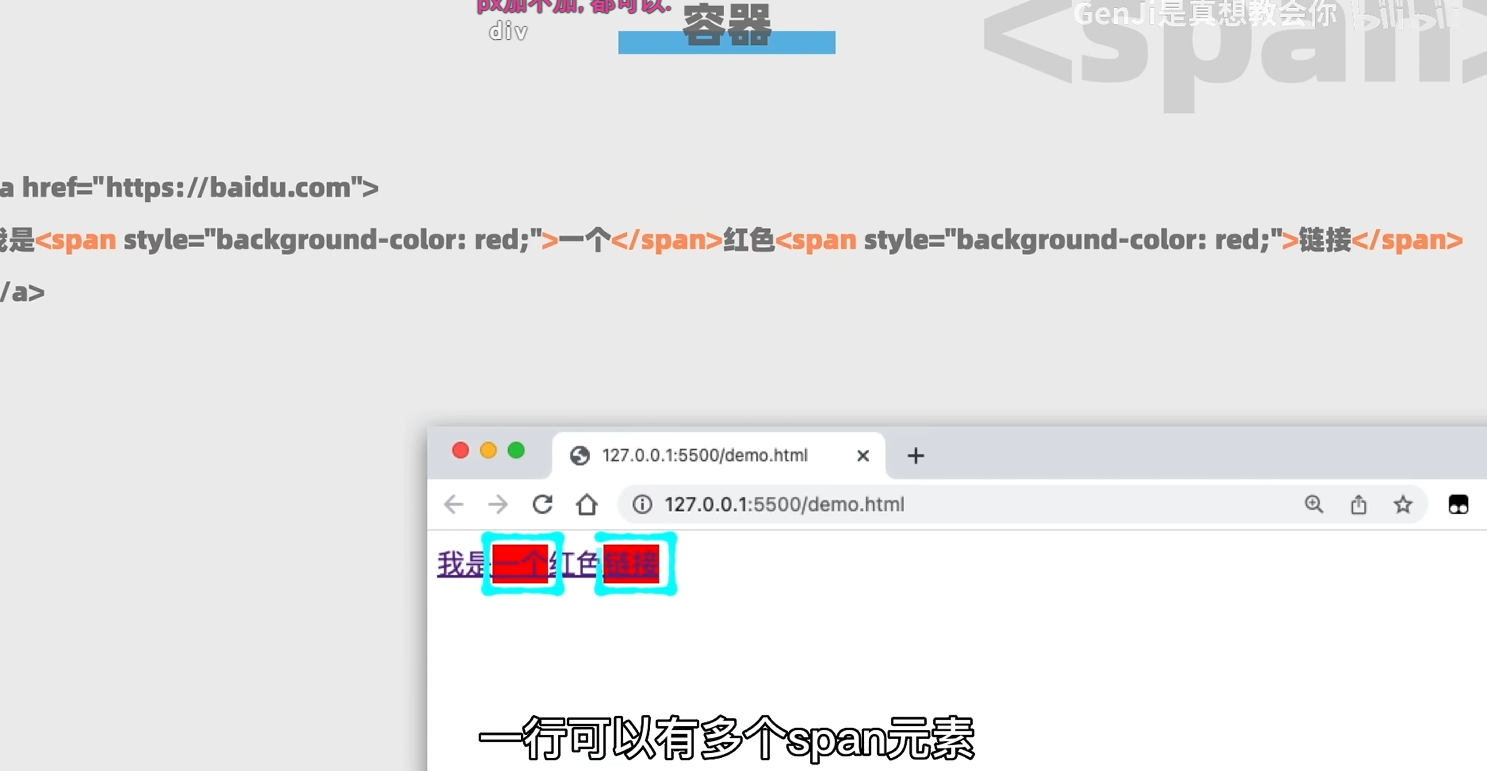 px加不加, 都可以.
div
容器
GenJi是真想教会你 bilibili
<span>
a href="https://baidu.com">
我是<span style="background-color: red;">一个</span>红色<span style="background-color: red;">链接</span>
/a>
127.0.0.1:5500/demo.html
127.0.0.1:5500/demo.html
我是一个红色链接
一行可以有多个span元素